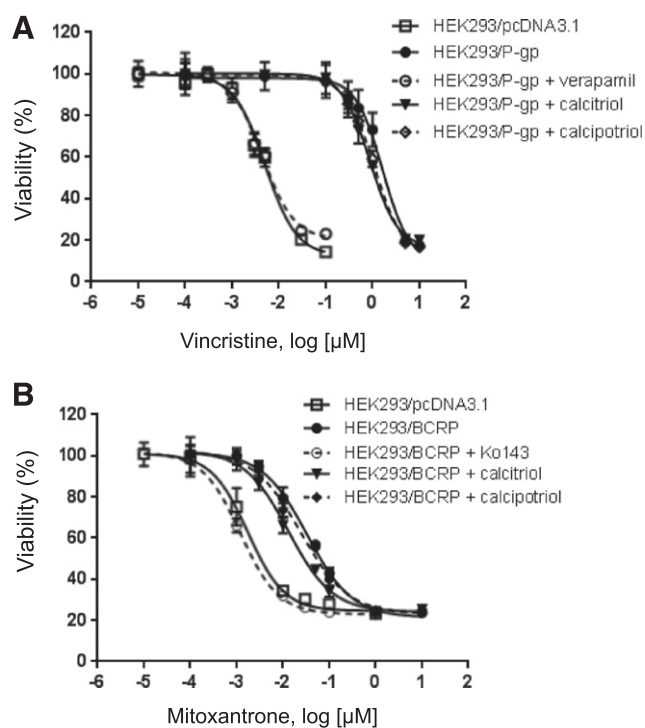 A
120
100
80
60
40
20
0
Viability (%)
-6 -5 -4 -3 -2 -1 0 1 2
Vincristine, log [µM]
HEK293/pcDNA3.1
HEK293/P-gp
HEK293/P-gp + verapamil
HEK293/P-gp + calcitriol
HEK293/P-gp + calcipotriol
B
120
100
80
60
40
20
0
Viability (%)
-6 -5 -4 -3 -2 -1 0 1 2
Mitoxantrone, log [µM]
HEK293/pcDNA3.1
HEK293/BCRP
HEK293/BCRP + Ko143
HEK293/BCRP + calcitriol
HEK293/BCRP + calcipotriol